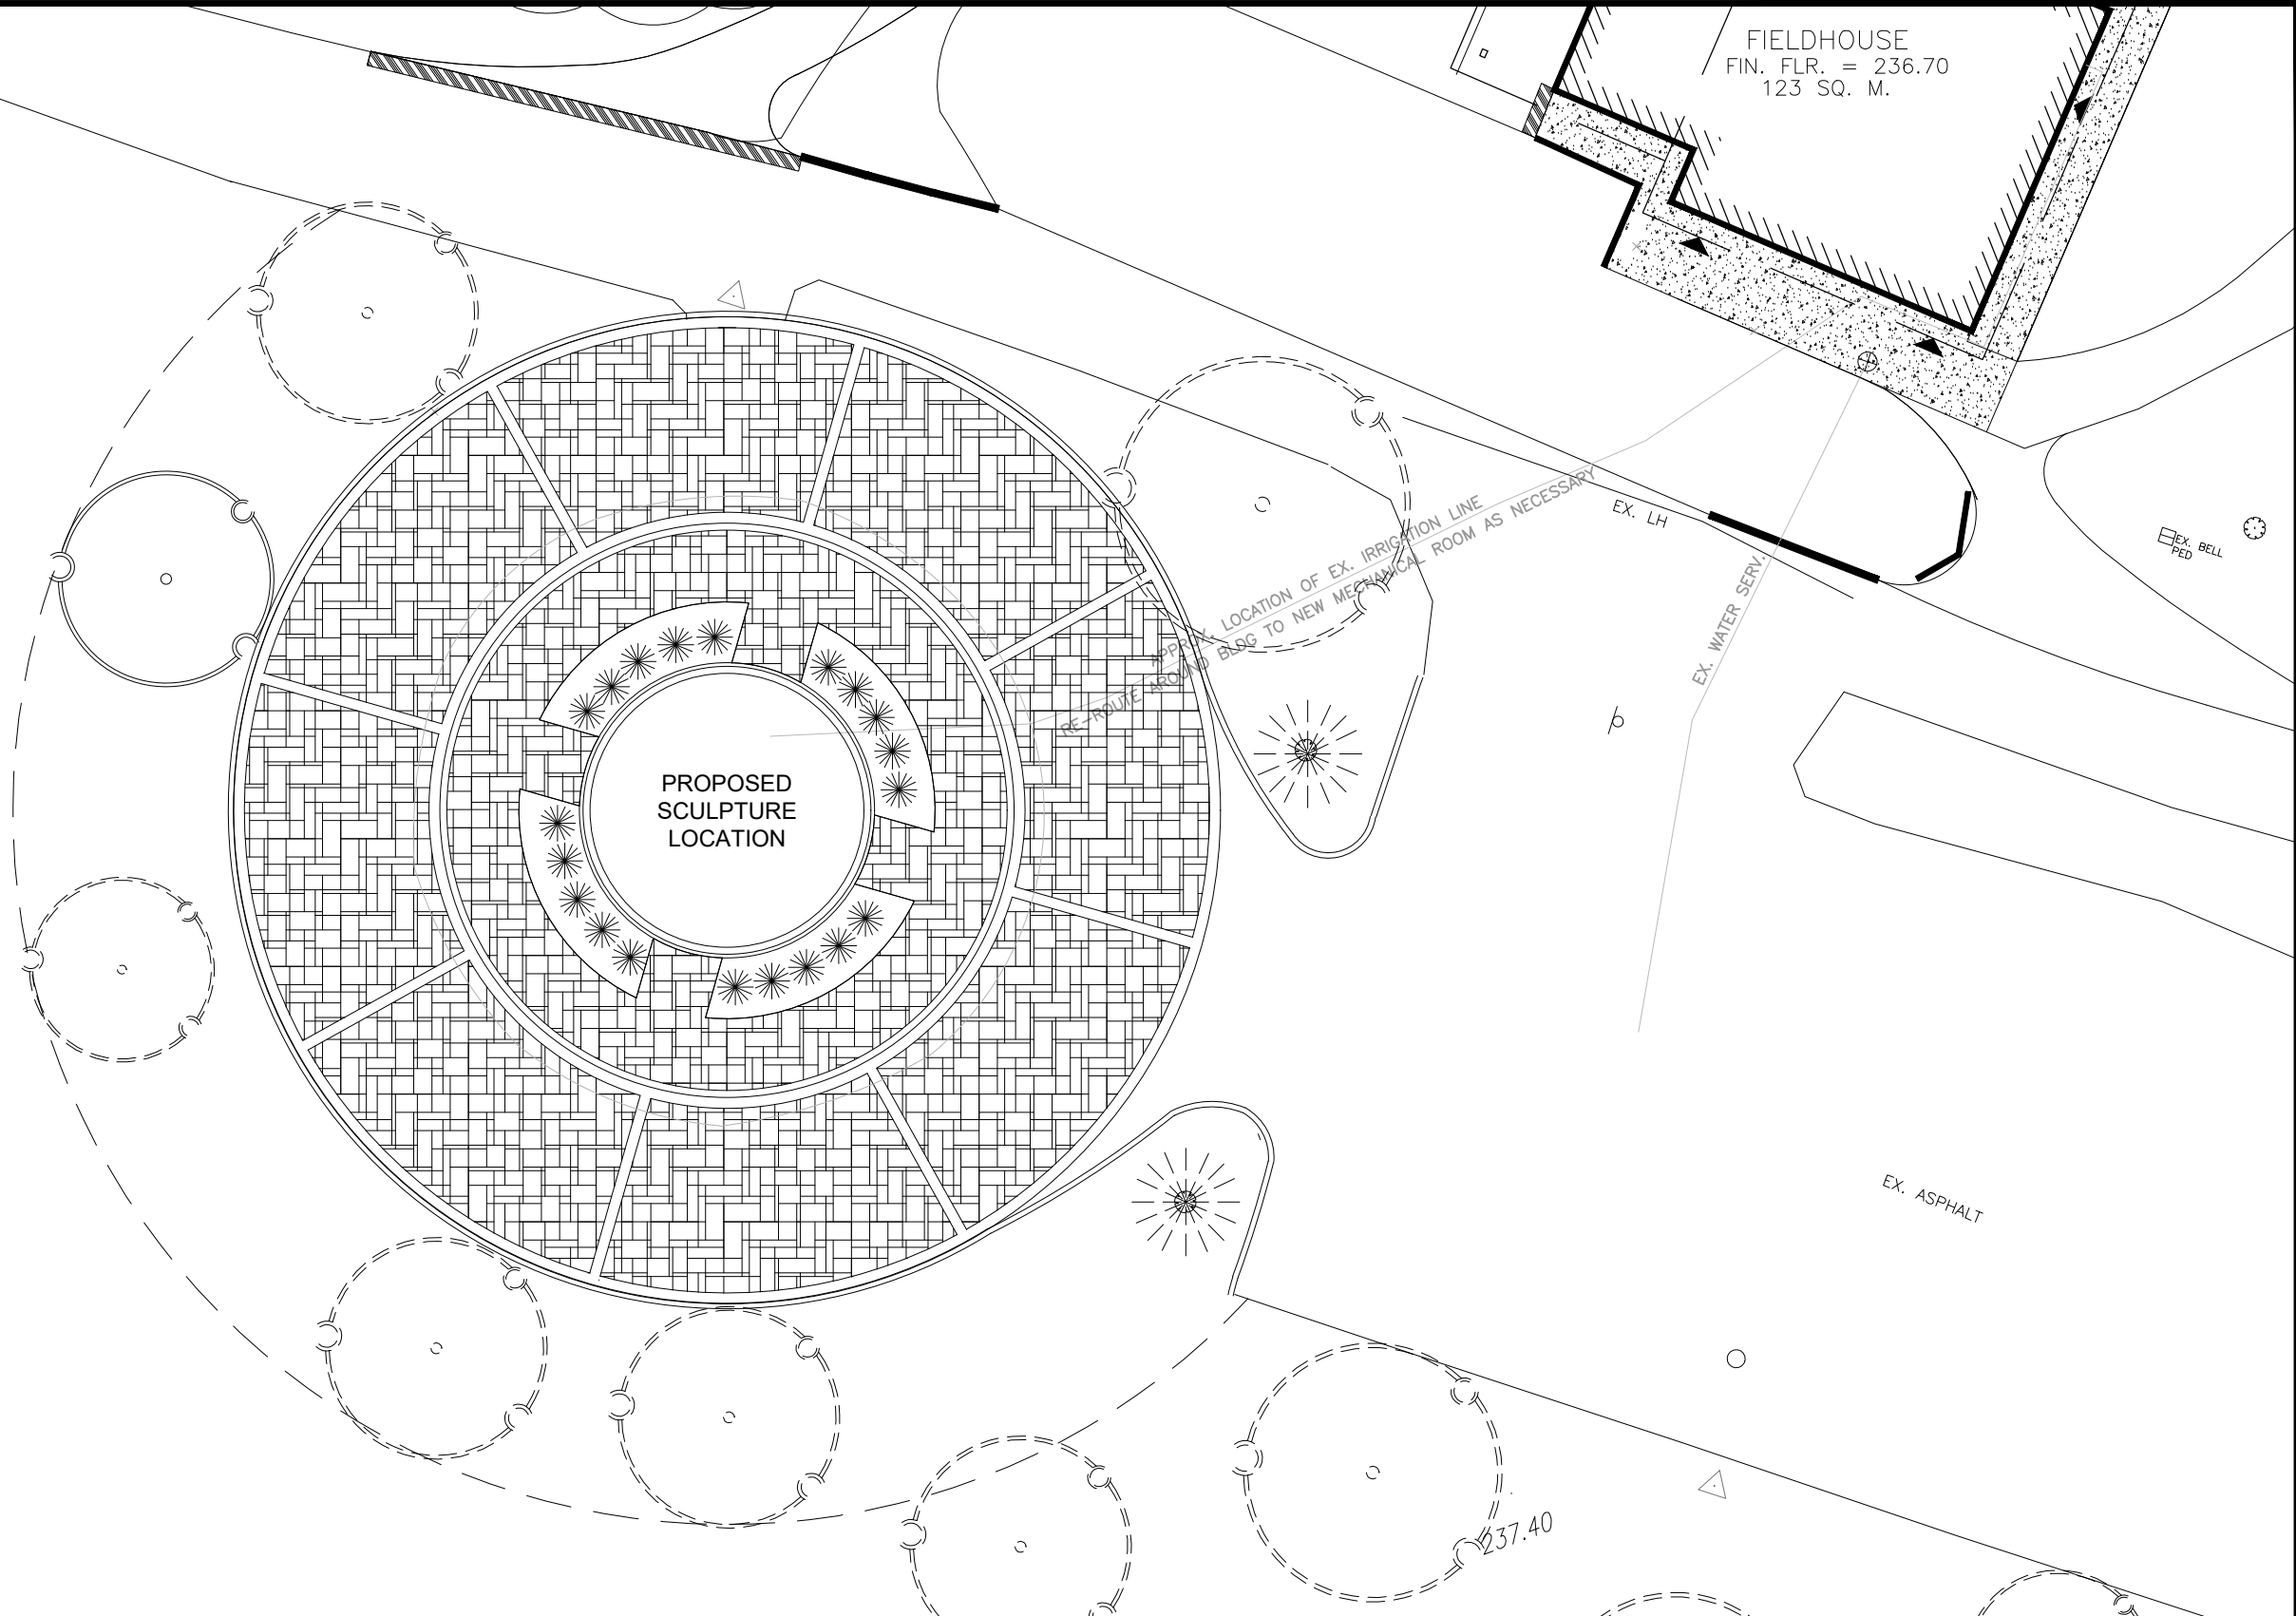 FIELDHOUSE
FIN. FLR. = 236.70
123 SQ. M.
APPROX. LOCATION OF EX. IRRIGATION LINE
RE-ROUTE AROUND BLDG TO NEW MECHANICAL ROOM AS NECESSARY
EX. LH
EX. BELL
PED
EX. WATER SERV.
PROPOSED
SCULPTURE
LOCATION
EX. ASPHALT
237.40